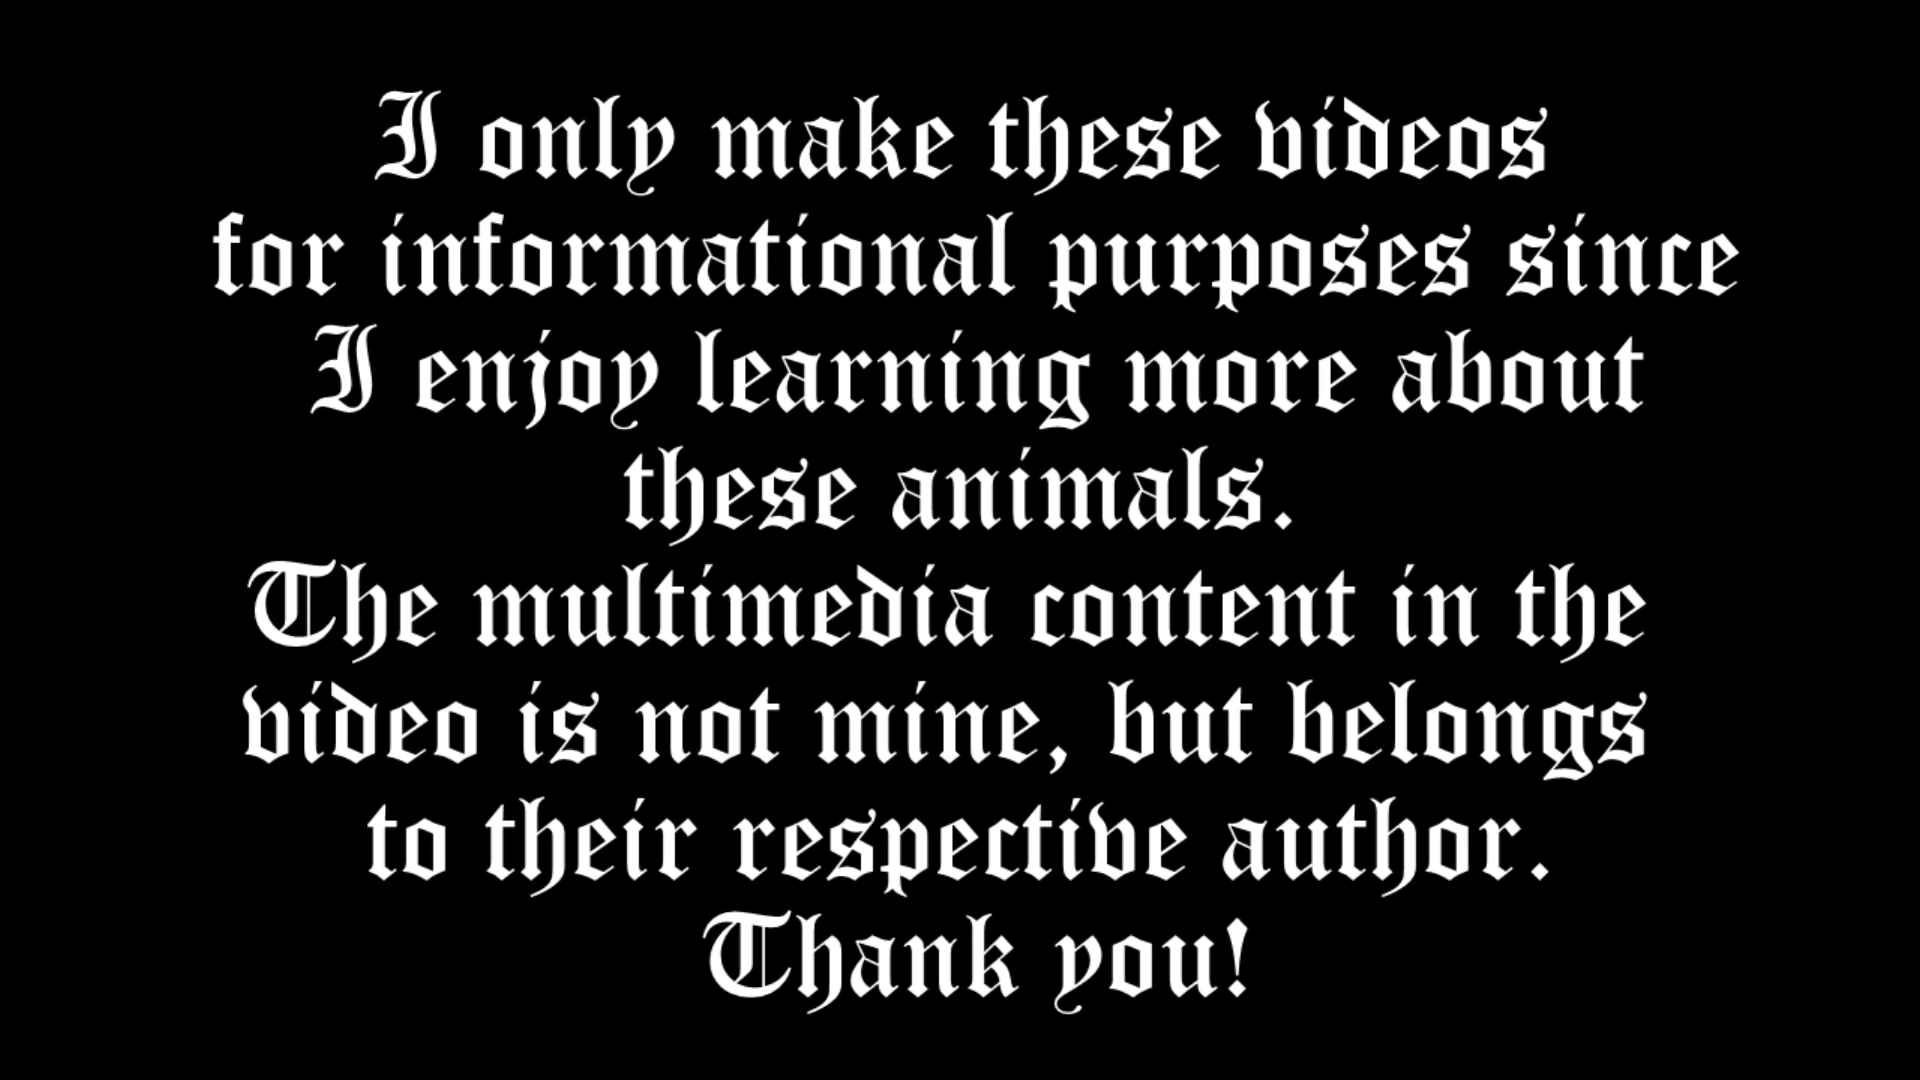 I only make these videos
for informational purposes since
I enjoy learning more about
these animals.
The multimedia content in the
video is not mine, but belongs
to their respective author.
Thank you!